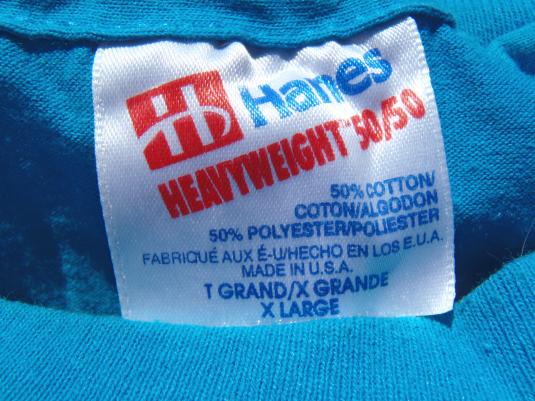 Hanes
HEAVYWEIGHT™ 50/50
50% COTTON/
COTON/ALGODON
50% POLYESTER/POLIESTER
FABRIQUÉ AUX É-U/HECHO EN LOS E.U.A.
MADE IN U.S.A.
T GRAND/X GRANDE
X LARGE